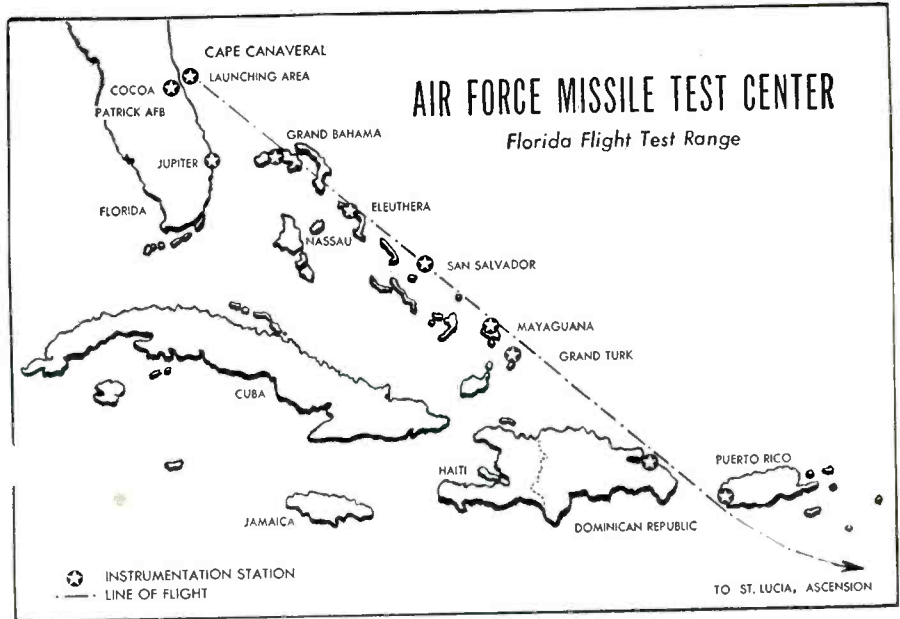 CAPE CANAVERAL
LAUNCHING AREA
COCOA
PATRICK AFB
AIR FORCE MISSILE TEST CENTER
Florida Flight Test Range
GRAND BAHAMA
JUPITER
FLORIDA
ELEUTHERA
NASSAU
SAN SALVADOR
MAYAGUANA
GRAND TURK
CUBA
HAITI
PUERTO RICO
JAMAICA
DOMINICAN REPUBLIC
INSTRUMENTATION STATION
LINE OF FLIGHT
TO ST. LUCIA, ASCENSION